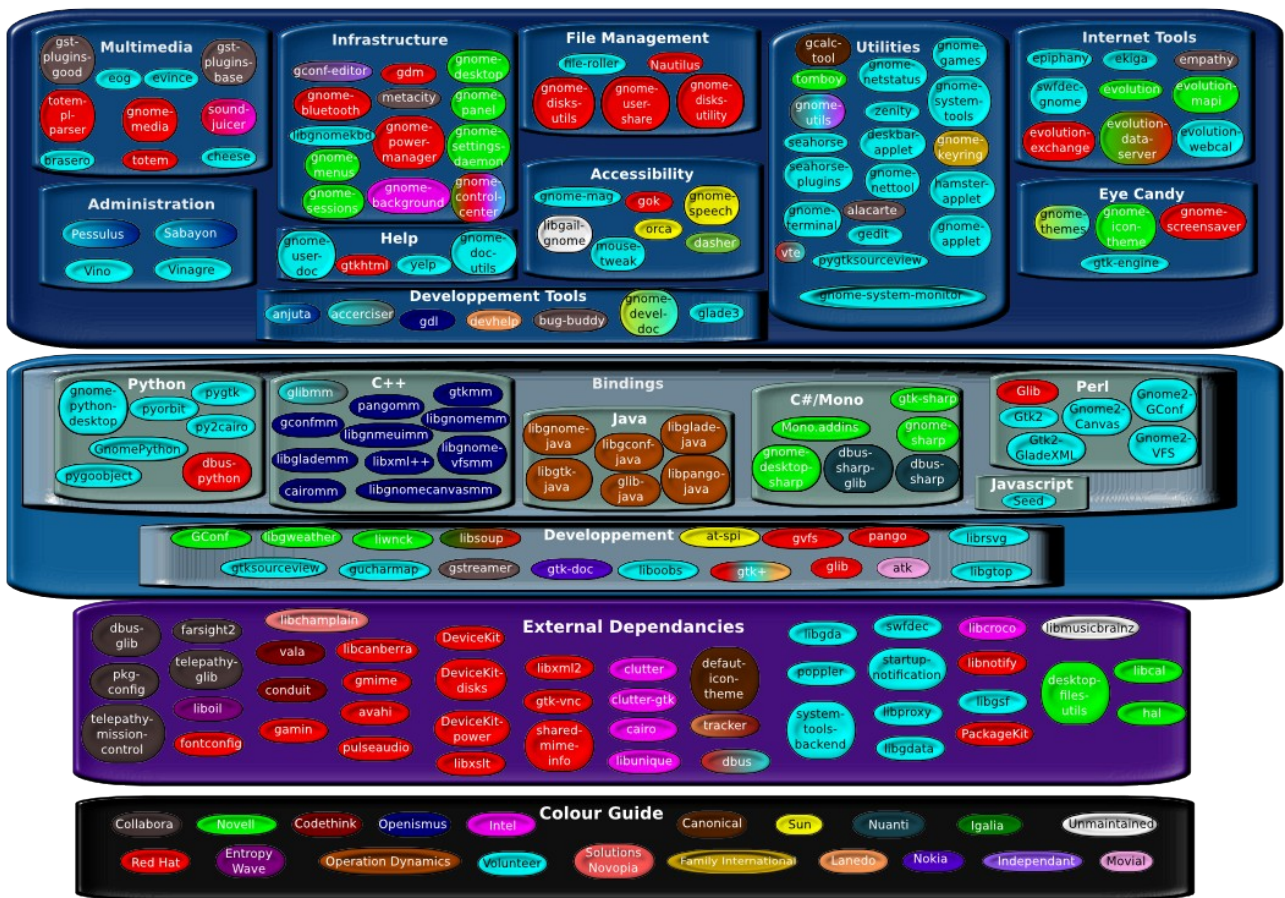 Multimedia
gst-
plugins-
good
eog
evince
gst-
plugins-
base
totem-
pl-
parser
gnome-
media
sound-
juicer
brasero
totem
cheese
Administration
Pessulus
Sabayon
Vino
Vinagre
Infrastructure
gconf-editor
gdm
gnome-
desktop
gnome-
bluetooth
metacity
gnome-
panel
libgnomekbd
gnome-
power-
manager
gnome-
settings-
daemon
gnome-
menus
gnome-
sessions
gnome-
background
gnome-
control-
center
Help
gnome-
user-
doc
gtkhtml
yelp
gnome-
doc-
utils
File Management
file-roller
Nautilus
gnome-
disks-
utils
gnome-
user-
share
gnome-
disks-
utility
Accessibility
gnome-mag
gok
gnome-
speech
libgail-
gnome
orca
mouse-
tweak
dasher
Developpement Tools
anjuta
accerciser
gdl
devhelp
bug-buddy
gnome-
devel-
doc
glade3
Utilities
gcalc-
tool
gnome-
netstatus
gnome-
games
tomboy
gnome-
utils
zenity
gnome-
system-
tools
seahorse
deskbar-
applet
gnome-
keyring
seahorse-
plugins
gnome-
nettool
hamster-
applet
gnome-
terminal
alacarte
gedit
gnome-
applet
vte
pygtksourceview
gnome-system-monitor
Internet Tools
epiphany
ekiga
empathy
swfdec-
gnome
evolution
evolution-
mapi
evolution-
exchange
evolution-
data-
server
evolution-
webcal
Eye Candy
gnome-
themes
gnome-
icon-
theme
gnome-
screensaver
gtk-engine
Bindings
Python
gnome-
python-
desktop
pygtk
pyorbit
py2cairo
GnomePython
pygoobject
dbus-
python
C++
glibmm
gtkmm
pangomm
gconfmm
libgnomemm
libgnmeuimm
libglademm
libxml++
libgnome-
vfsmm
cairomm
libgnomecanvasmm
Java
libgnome-
java
libgconf-
java
libglade-
java
libgtk-
java
glib-
java
libpango-
java
C#/Mono
gtk-sharp
Mono.addins
gnome-
sharp
gnome-
desktop-
sharp
dbus-
sharp-
glib
dbus-
sharp
Perl
Glib
Gtk2
Gnome2-
Canvas
Gnome2-
GConf
Gtk2-
GladeXML
Gnome2-
VFS
Javascript
Seed
Developpement
GConf
libgweather
liwnck
libsoup
at-spi
gvfs
pango
librsvg
gtksourceview
gucharmap
gstreamer
gtk-doc
liboobs
gtk+
glib
atk
libgtop
External Dependancies
dbus-
glib
farsight2
libchamplain
pkg-
config
telepathy-
glib
vala
libcanberra
conduit
gmime
telepathy-
mission-
control
liboil
fontconfig
gamin
avahi
pulseaudio
DeviceKit
DeviceKit-
disks
DeviceKit-
power
libxslt
libxml2
gtk-vnc
shared-
mime-
info
clutter
clutter-gtk
cairo
libunique
defaut-
icon-
theme
tracker
dbus
libgda
poppler
system-
tools-
backend
swfdec
startup-
notification
libproxy
libgdata
libcroco
libnotify
libgsf
PackageKit
libmusicbrainz
desktop-
files-
utils
libcal
hal
Colour Guide
Collabora
Novell
Codethink
Openismus
Intel
Canonical
Sun
Nuanti
Igalia
Unmaintained
Red Hat
Entropy
Wave
Operation Dynamics
Volunteer
Solutions
Novopia
Family International
Lanedo
Nokia
Independant
Movial